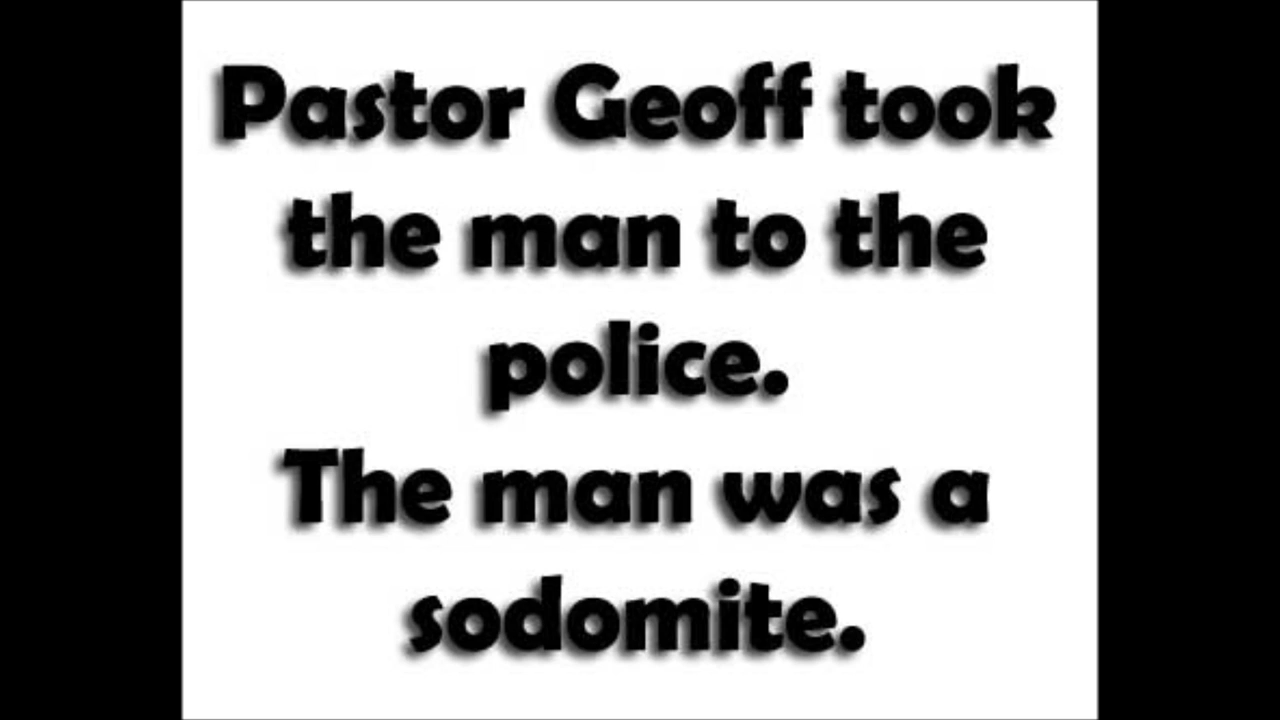 Pastor Geoff took
the man to the
police.
The man was a
sodomite.